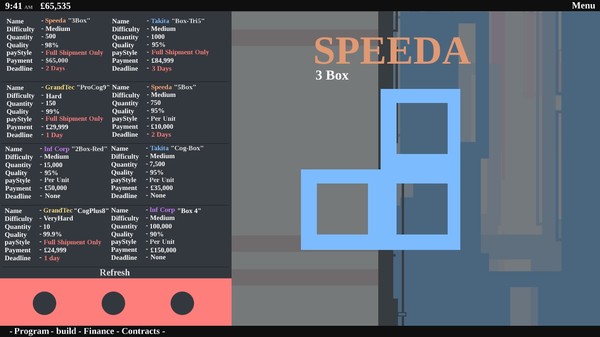 9:41 AM £65,535 Menu
Name - Speeda "3Box"
Difficulty - Medium
Quantity - 500
Quality - 98%
payStyle - Full Shipment Only
Payment - $65,000
Deadline - 2 Days
Name - Takita "Box-Tri5"
Difficulty - Medium
Quantity - 1000
Quality - 95%
payStyle - Full Shipment Only
Payment - £84,999
Deadline - 3 Days
Name - GrandTec "ProCog9"
Difficulty - Hard
Quantity - 150
Quality - 99%
payStyle - Full Shipment Only
Payment - £29,999
Deadline - 1 Day
Name - Speeda "5Box"
Difficulty - Medium
Quantity - 750
Quality - 95%
payStyle - Per Unit
Payment - £10,000
Deadline - 2 Days
Name - Inf Corp "2Box-Red"
Difficulty - Medium
Quantity - 15,000
Quality - 95%
payStyle - Per Unit
Payment - £50,000
Deadline - None
Name - Takita "Cog-Box"
Difficulty - Medium
Quantity - 7,500
Quality - 95%
payStyle - Per Unit
Payment - £35,000
Deadline - None
Name - GrandTec "CogPlus8"
Difficulty - VeryHard
Quantity - 10
Quality - 99.9%
payStyle - Full Shipment Only
Payment - £24,999
Deadline - 1 day
Name - Inf Corp "Box 4"
Difficulty - Medium
Quantity - 100,000
Quality - 90%
payStyle - Per Unit
Payment - £150,000
Deadline - None
Refresh
SPEEDA
3 Box
- Program - build - Finance - Contracts -